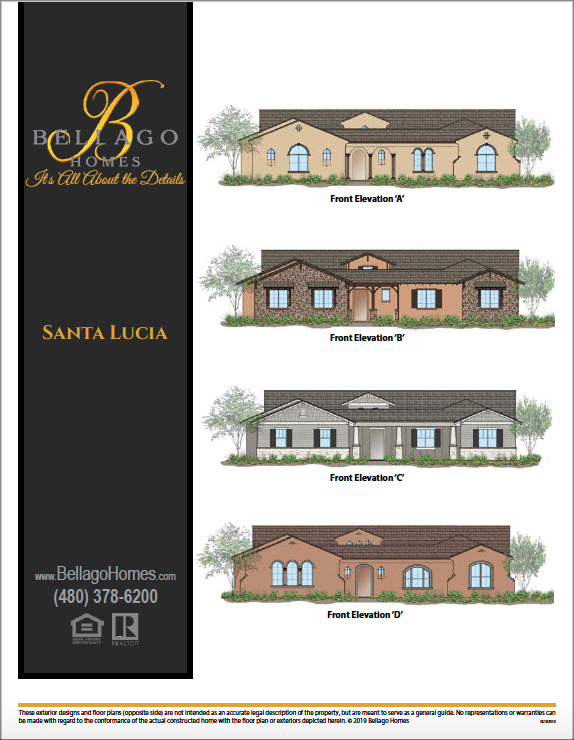 B
BELLAGO
HOMES
It's All About the Details
SANTA LUCIA
www.BellagoHomes.com
(480) 378-6200
EQUAL HOUSING
OPPORTUNITY
R
REALTOR
Front Elevation ‘A’
Front Elevation ‘B’
Front Elevation ‘C’
Front Elevation ‘D’
These exterior designs and floor plans (opposite side) are not intended as an accurate legal description of the property, but are meant to serve as a general guide. No representations or warranties can
be made with regard to the conformance of the actual constructed home with the floor plan or exteriors depicted herein. © 2019 Bellago Homes